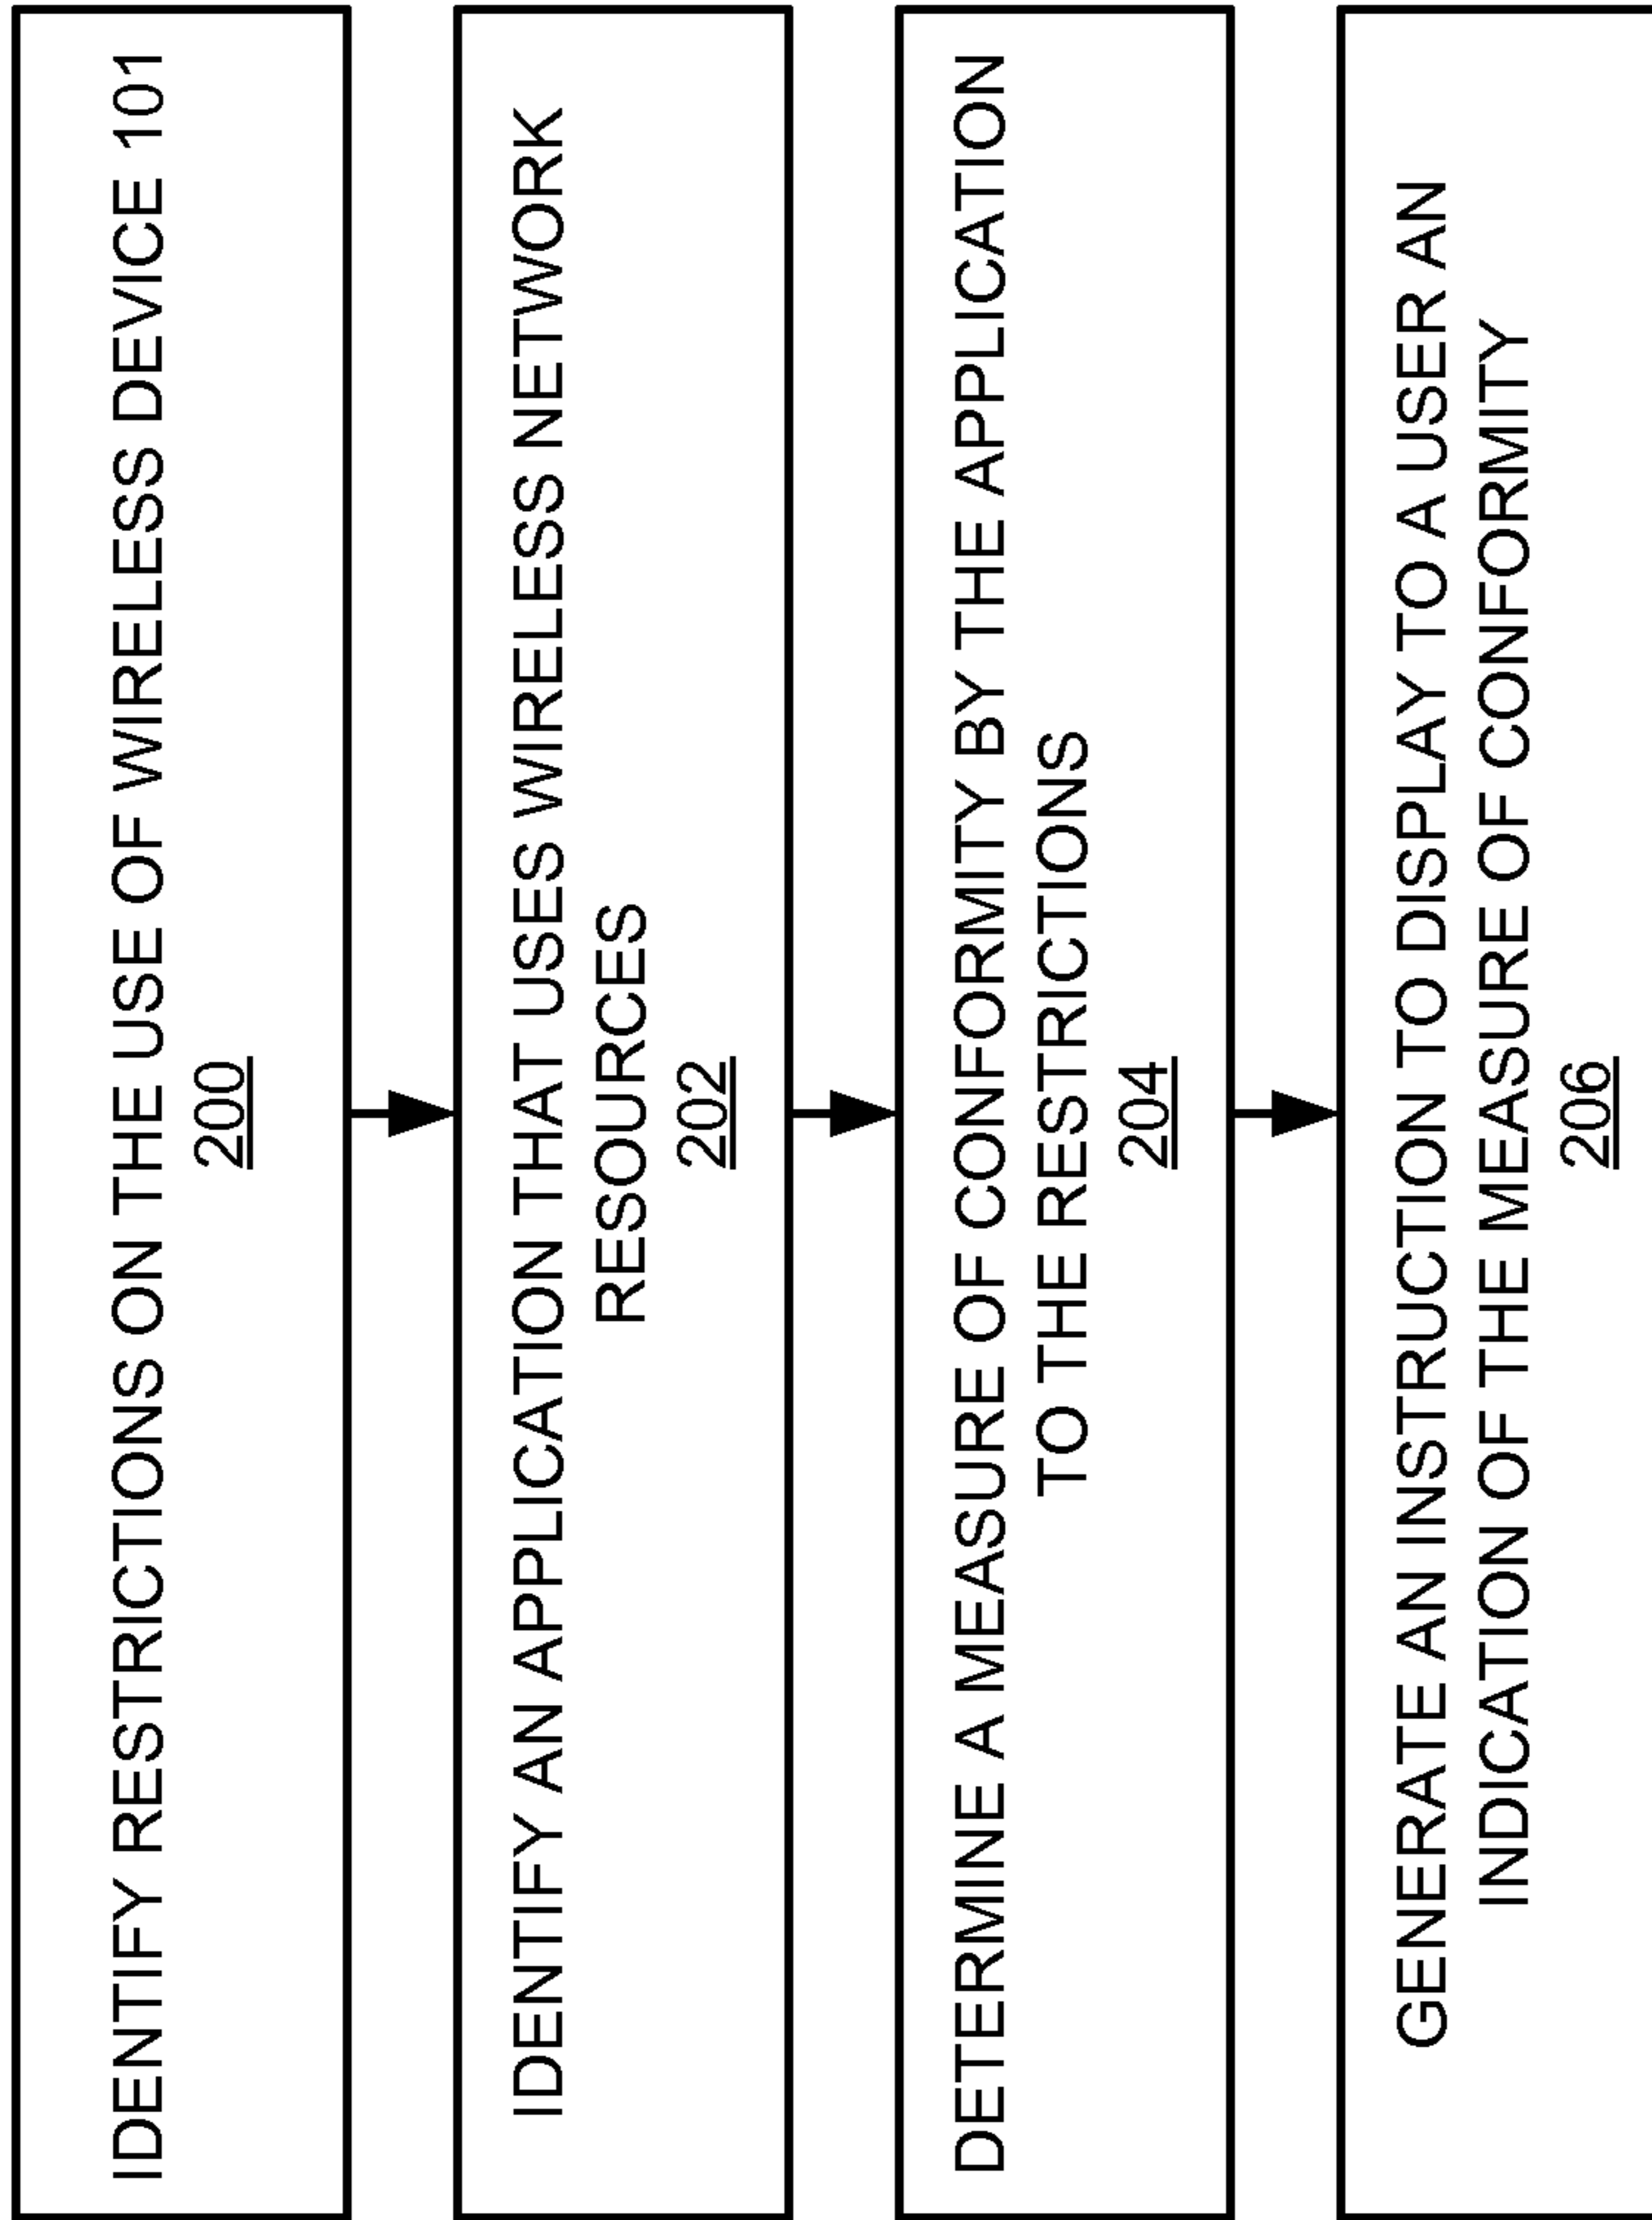 IDENTIFY RESTRICTIONS ON THE USE OF WIRELESS DEVICE 101
200
IDENTIFY AN APPLICATION THAT USES WIRELESS NETWORK
RESOURCES
202
DETERMINE A MEASURE OF CONFORMITY BY THE APPLICATION
TO THE RESTRICTIONS
204
GENERATE AN INSTRUCTION TO DISPLAY TO A USER AN
INDICATION OF THE MEASURE OF CONFORMITY
206